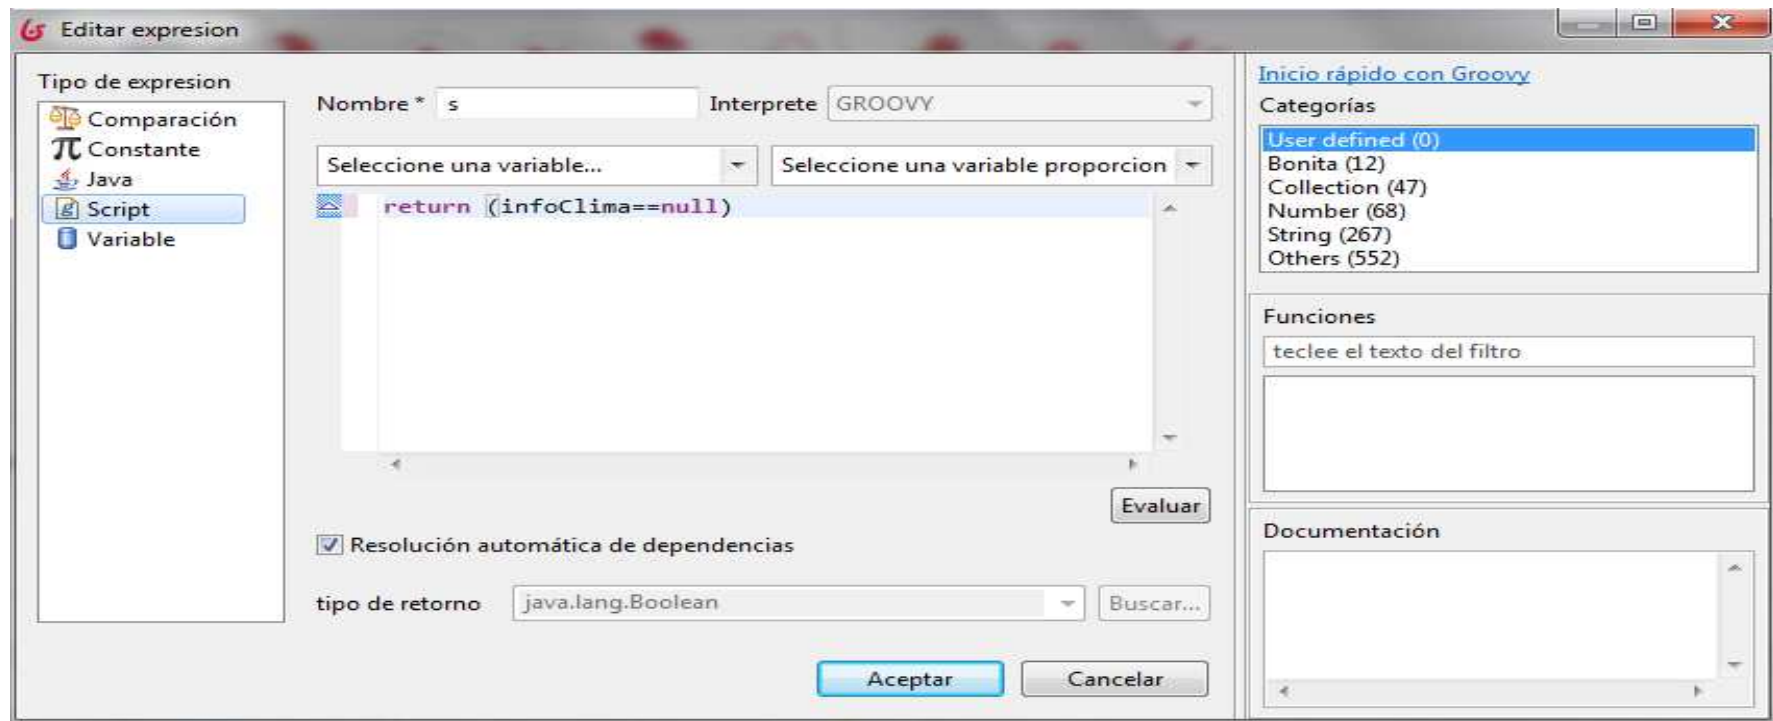 Editar expresion
Tipo de expresion
Comparación
Constante
Java
Script
Variable
Nombre * s
Interprete GROOVY
Seleccione una variable...
Seleccione una variable proporcion
return (infoClima==null)
Evaluar
Resolución automática de dependencias
tipo de retorno java.lang.Boolean Buscar...
Aceptar Cancelar
Inicio rápido con Groovy
Categorías
User defined (0)
Bonita (12)
Collection (47)
Number (68)
String (267)
Others (552)
Funciones
teclee el texto del filtro
Documentación